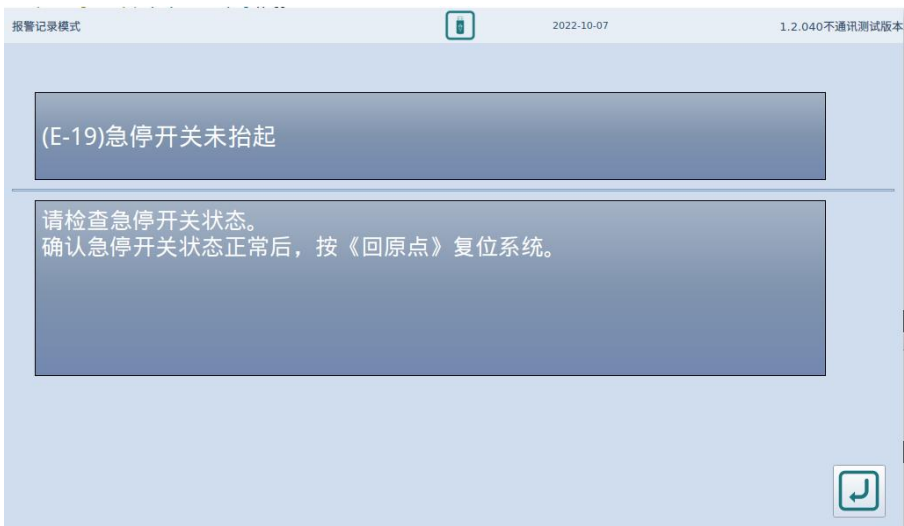 报警记录模式
2022-10-07
1.2.040不通讯测试版本
(E-19)急停开关未抬起
请检查急停开关状态。
确认急停开关状态正常后，按《回原点》复位系统。